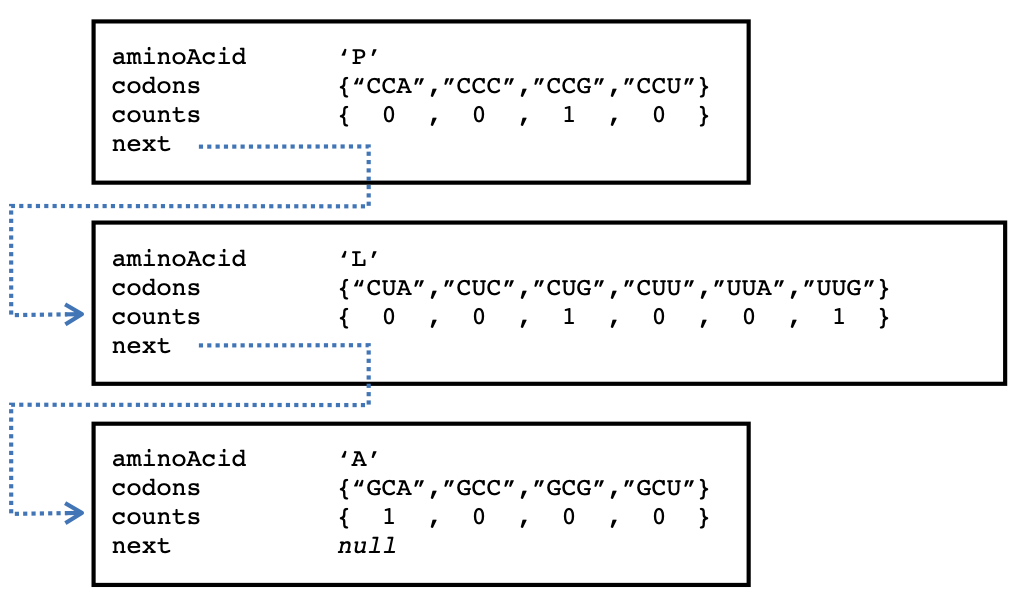 aminoAcid ‘P’
codons {“CCA”,”CCC”,”CCG”,”CCU”}
counts { 0 , 0 , 1 , 0 }
next
aminoAcid ‘L’
codons {“CUA”,”CUC”,”CUG”,”CUU”,”UUA”,”UUG”}
counts { 0 , 0 , 1 , 0 , 0 , 1 }
next
aminoAcid ‘A’
codons {“GCA”,”GCC”,”GCG”,”GCU”}
counts { 1 , 0 , 0 , 0 }
next null